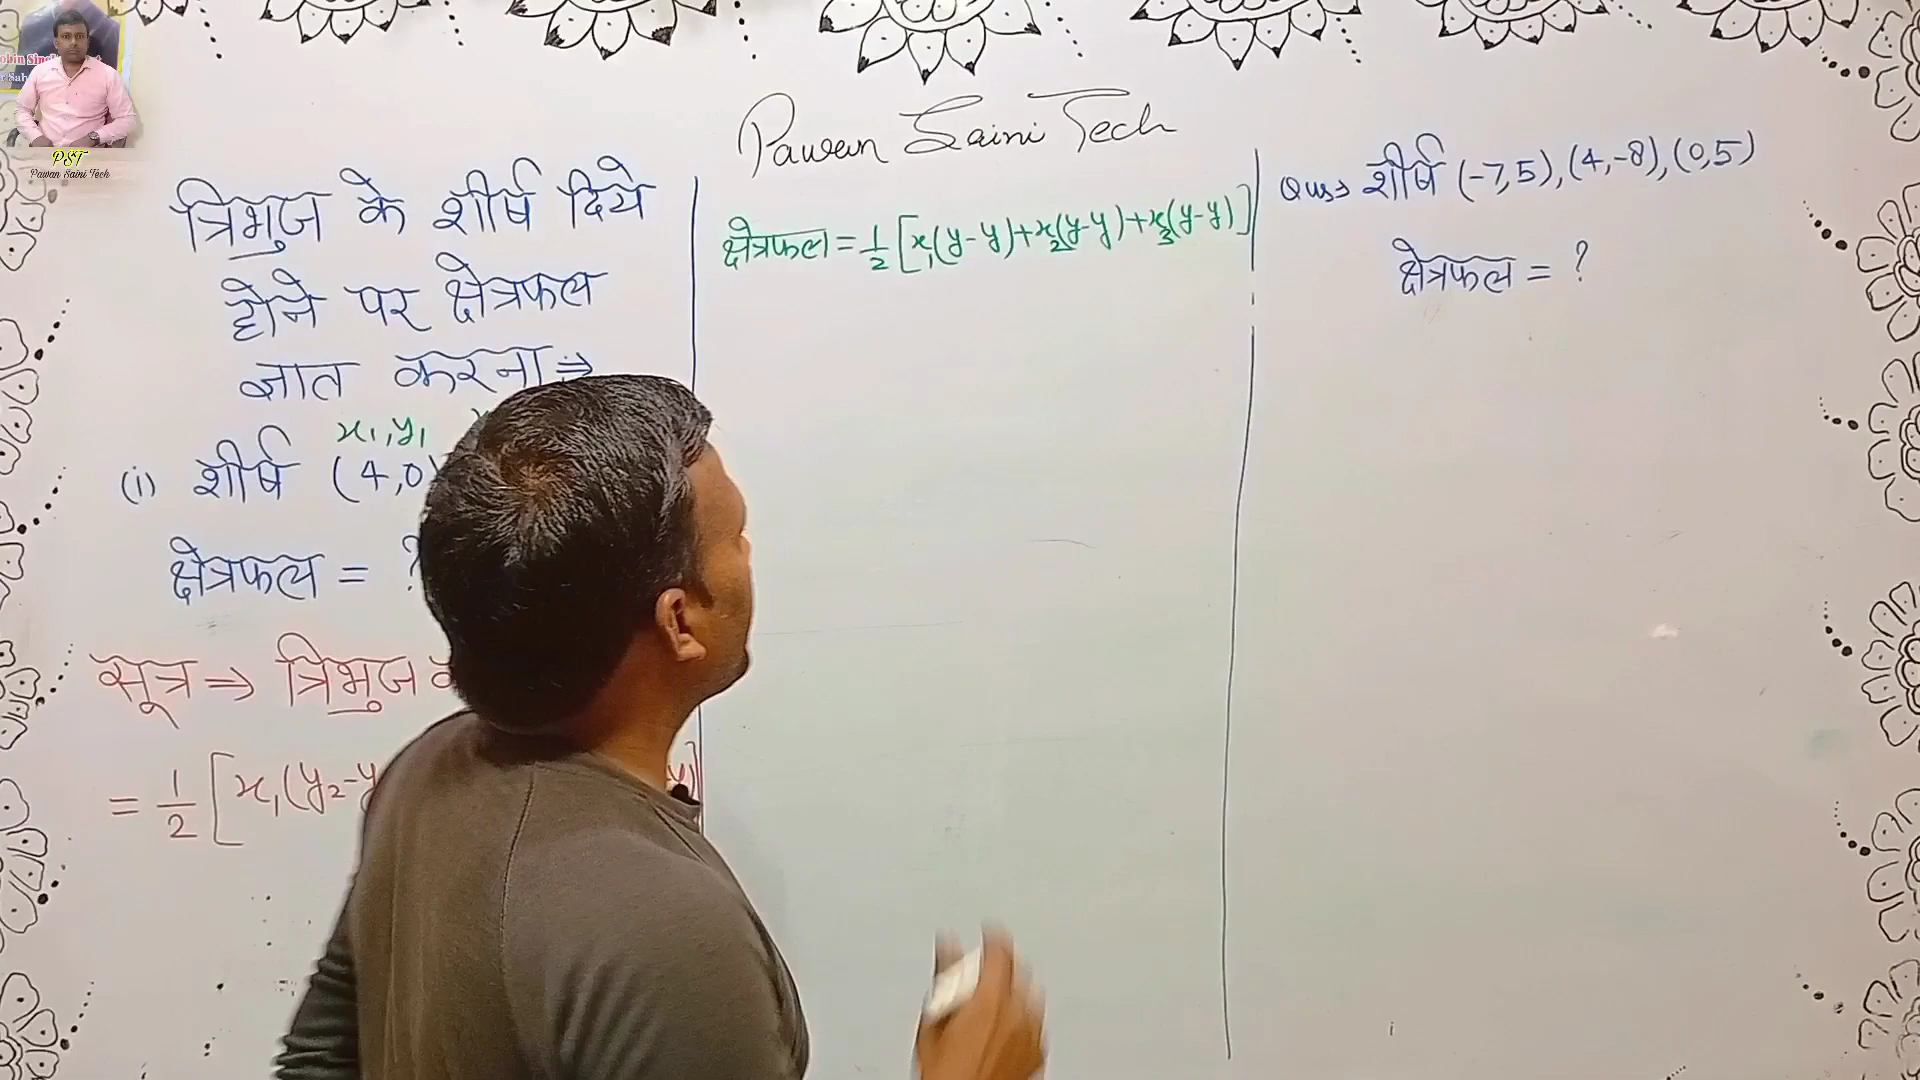 PST
Pawan Saini Tech
Pawan Saini Tech
त्रिभुज के शीर्ष दिये
होने पर क्षेत्रफल
ज्ञात करना ⇒
x₁, y₁
(i) शीर्ष (4,0)
क्षेत्रफल = ?
सूत्र ⇒ त्रिभुज
= 1/2 [x₁(y₂-y
क्षेत्रफल = 1/2 [x₁(y-y)+x₂(y-y)+x₃(y-y)]
Ques → शीर्ष (-7,5), (4,-8), (0,5)
क्षेत्रफल = ?